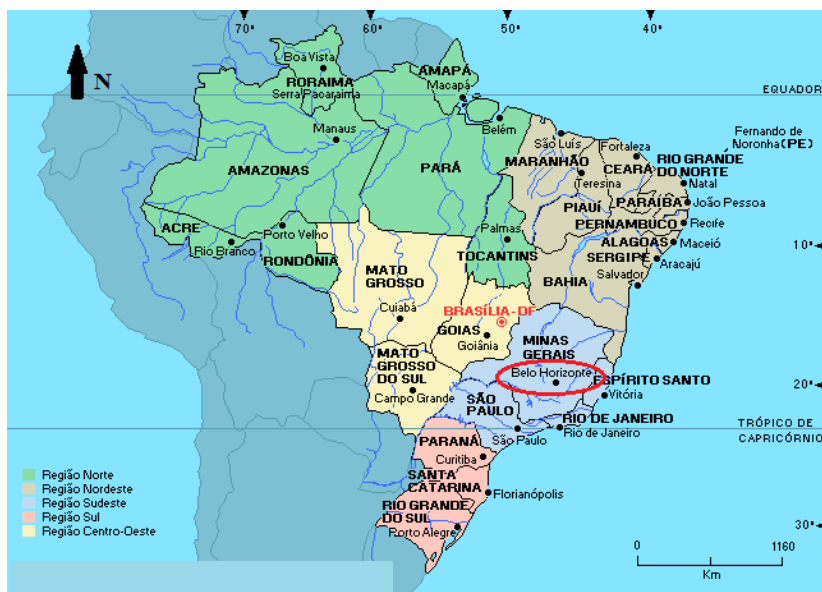 70°
60°
50°
40°
N
Boa Vista
RORAIMA
Serra Pacaraima
AMAPÁ
Macapá
EQUADOR
Manaus
Belém
São Luís
Fortaleza
Fernando de
Noronha(PE)
AMAZONAS
PARÁ
MARANHÃO
CEARÁ
RIO GRANDE
DO NORTE
Teresina
Natal
PIAUÍ
PARAÍBA
João Pessoa
ACRE
Porto Velho
Palmas
PERNAMBUCO
Recife
Rio Branco
RONDÔNIA
TOCANTINS
ALAGOAS
Maceió
10°
SERGIPE
Aracajú
MATO
GROSSO
Salvador
BAHIA
Cuiabá
BRASÍLIA-DF
GOIAS
Goiânia
MINAS
GERAIS
MATO
GROSSO
DO SUL
Campo Grande
Belo Horizonte
ESPÍRITO SANTO
20°
Vitória
SÃO
PAULO
RIO DE JANEIRO
Rio de Janeiro
São Paulo
TRÓPICO DE
CAPRICÓRNIO
PARANÁ
Curitiba
SANTA
CATARINA
Florianópolis
RIO GRANDE
DO SUL
Porto Alegre
30°
Região Norte
Região Nordeste
Região Sudeste
Região Sul
Região Centro-Oeste
0
1160
Km